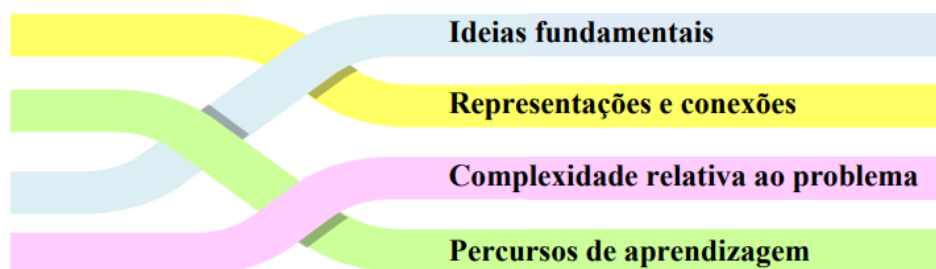 Ideias fundamentais
Representações e conexões
Complexidade relativa ao problema
Percursos de aprendizagem